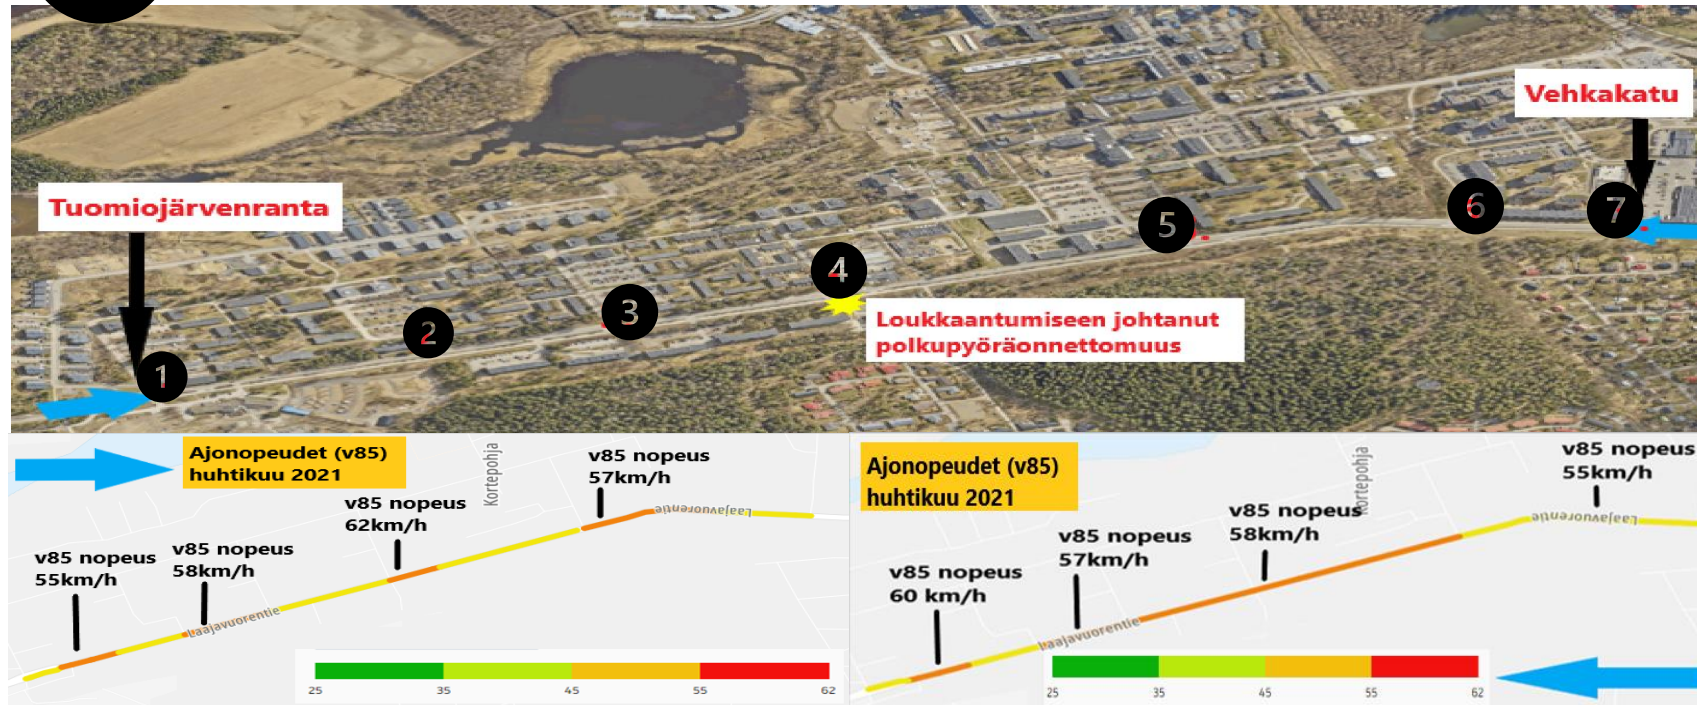 Vehkakatu
Tuomiojärvenranta
1
2
3
4
5
6
7
Loukkaantumiseen johtanut
polkupyöräonnettomuus
Ajonopeudet (v85)
huhtikuu 2021
v85 nopeus
55km/h
v85 nopeus
58km/h
v85 nopeus
62km/h
v85 nopeus
57km/h
Kortepohja
Laajavuorentie
Laajavuorentie
25 35 45 55 62
Ajonopeudet (v85)
huhtikuu 2021
v85 nopeus
60 km/h
v85 nopeus
57km/h
v85 nopeus
58km/h
v85 nopeus
55km/h
Kortepohja
Laajavuorentie
Laajavuorentie
25 35 45 55 62